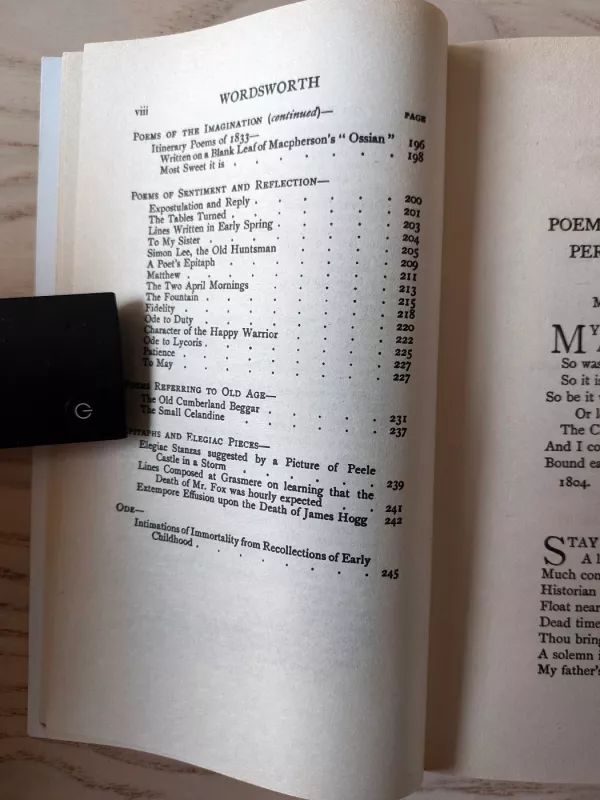 viii WORDSWORTH
PAGE
POEMS OF THE IMAGINATION (continued)—
Itinerary Poems of 1833—
Written on a Blank Leaf of Macpherson's "Ossian" 196
Most Sweet it is . . . . . . 198
POEMS OF SENTIMENT AND REFLECTION—
Expostulation and Reply . . . . . . 200
The Tables Turned . . . . . . 201
Lines Written in Early Spring . . . . . 203
To My Sister . . . . . . 204
Simon Lee, the Old Huntsman . . . . 205
A Poet's Epitaph . . . . . . 209
Matthew . . . . . . 211
The Two April Mornings . . . . . 213
The Fountain . . . . . . 215
Fidelity . . . . . . 218
Ode to Duty . . . . . . 220
Character of the Happy Warrior . . . . 222
Ode to Lycoris . . . . . . 225
Patience . . . . . . 227
To May . . . . . . 227
REFERRING TO OLD AGE—
The Old Cumberland Beggar . . . . 231
The Small Celandine . . . . . 237
AND ELEGIAC PIECES—
Elegiac Stanzas suggested by a Picture of Peele
Castle in a Storm . . . . . 239
Lines Composed at Grasmere on learning that the
Death of Mr. Fox was hourly expected . . 241
Extempore Effusion upon the Death of James Hogg 242
ODE—
Intimations of Immortality from Recollections of Early
Childhood . . . . . . 245
POEM
PER
M
MY
So was
So it is
So be it
Or l
The C
And I co
Bound ea
1804.
STAY
A l
Much con
Historian
Float near
Dead time
Thou bring
A solemn i
My father's